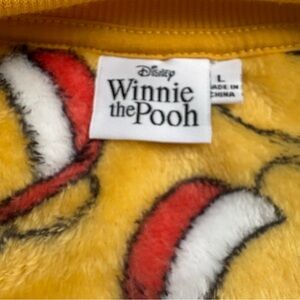 Disney
Winnie
the Pooh
L
MADE IN
CHINA